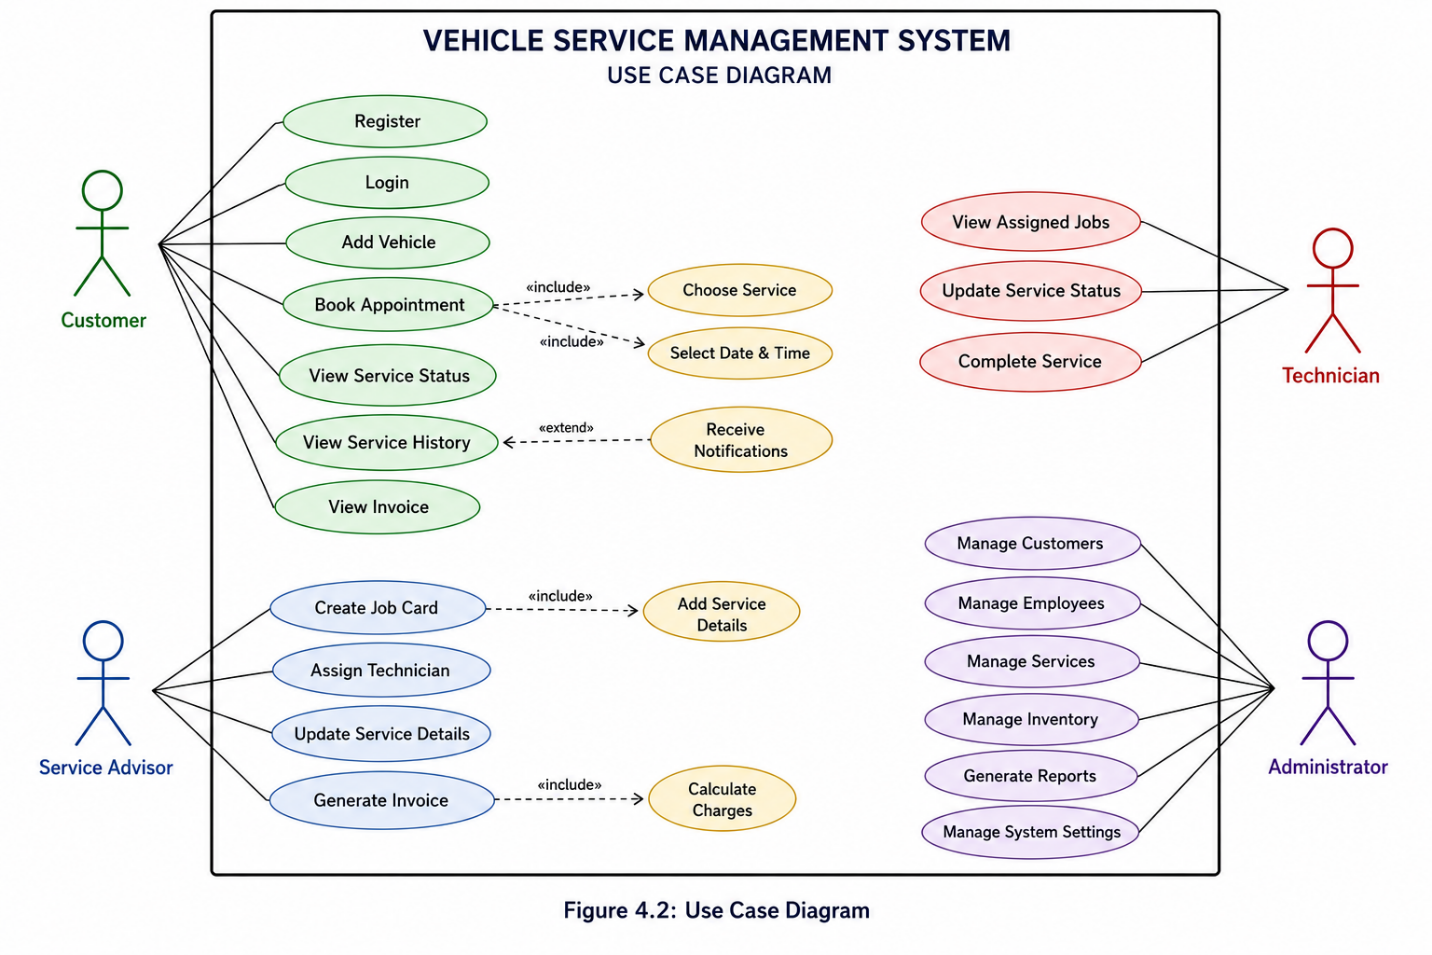 VEHICLE SERVICE MANAGEMENT SYSTEM
USE CASE DIAGRAM
Register
Login
Add Vehicle
Book Appointment
View Service Status
View Service History
View Invoice
Customer
«include»
Choose Service
«include»
Select Date & Time
«extend»
Receive
Notifications
View Assigned Jobs
Update Service Status
Complete Service
Technician
Create Job Card
Assign Technician
Update Service Details
Generate Invoice
Service Advisor
«include»
Add Service
Details
«include»
Calculate
Charges
Manage Customers
Manage Employees
Manage Services
Manage Inventory
Generate Reports
Manage System Settings
Administrator
Figure 4.2: Use Case Diagram